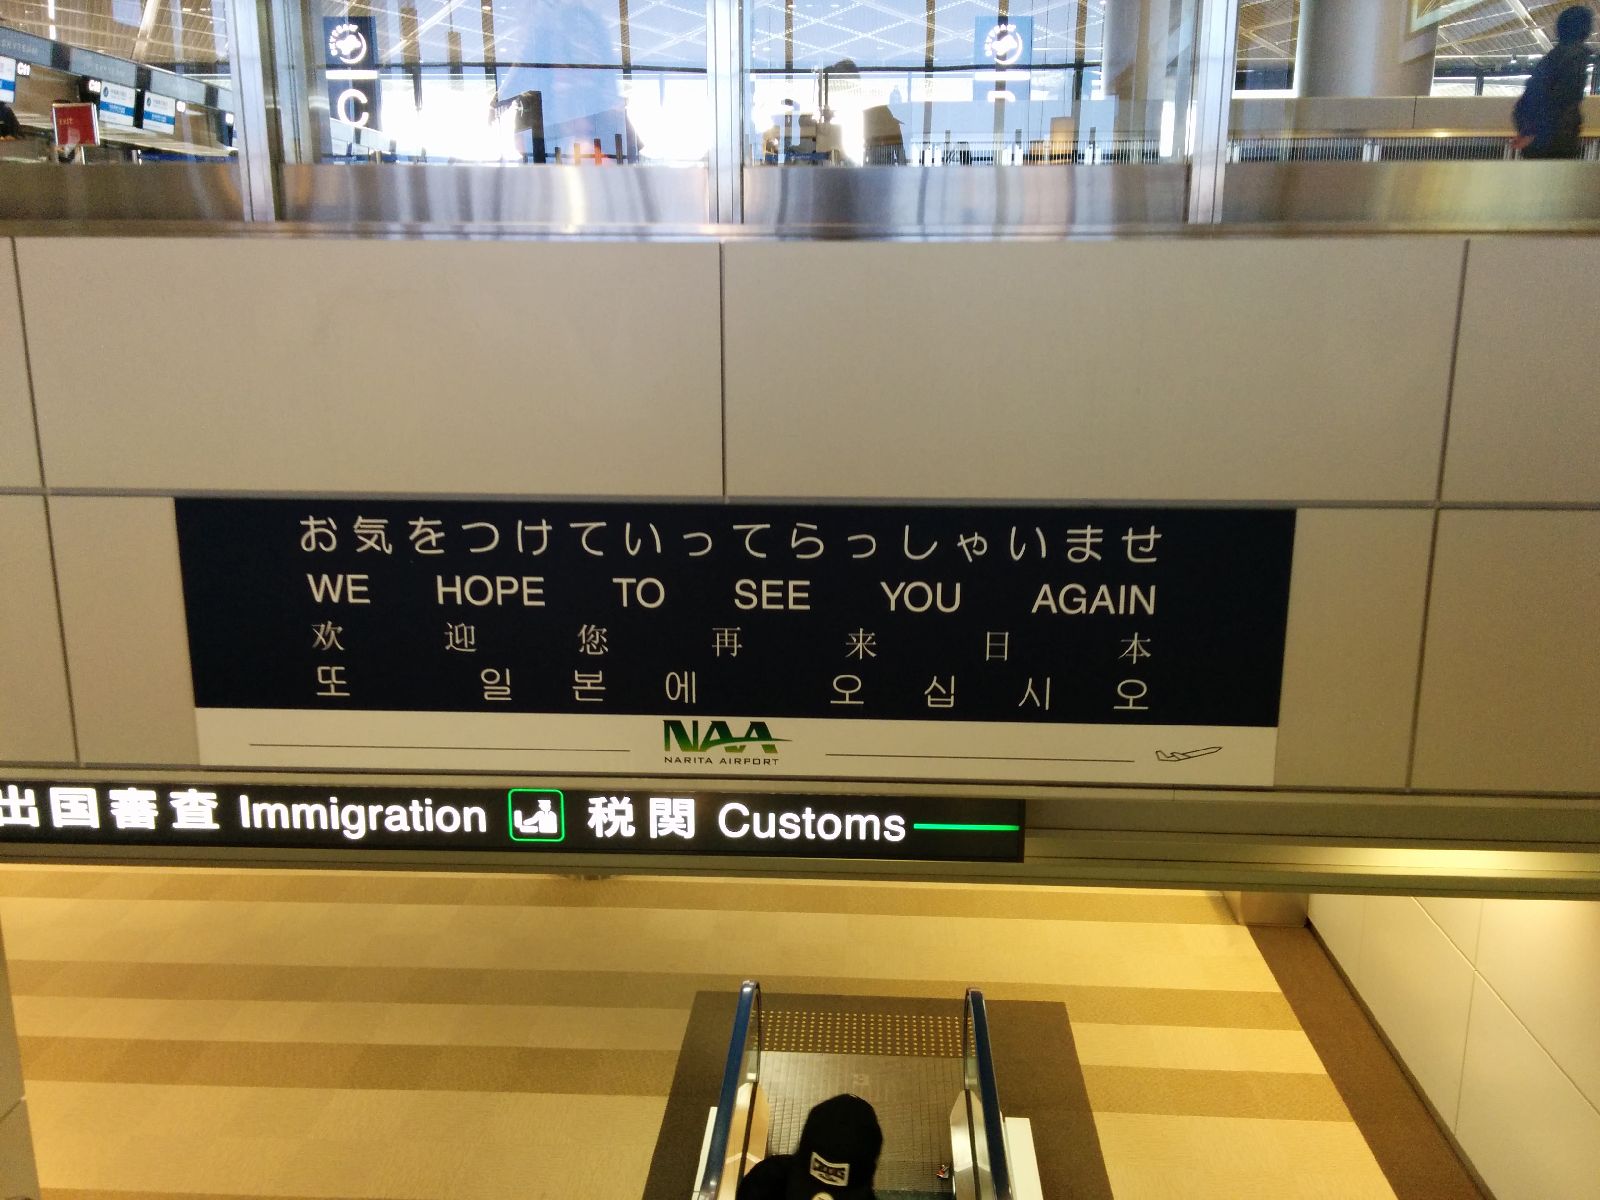 C
EXIT
お気をつけていってらっしゃいませ
WE HOPE TO SEE YOU AGAIN
欢迎您再来日本
또 일본에 오십시오
NAA
NARITA AIRPORT
出国審査 Immigration 税関 Customs